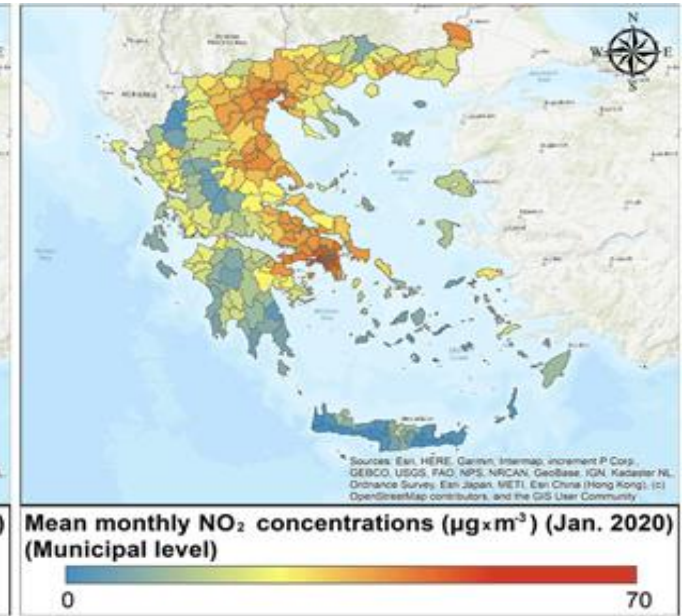 N
W E
S
ALBANIA
Sources: Esri, HERE, Garmin, Intermap, increment P Corp.,
GEBCO, USGS, FAO, NPS, NRCAN, GeoBase, IGN, Kadaster NL,
Ordnance Survey, Esri Japan, METI, Esri China (Hong Kong), (c)
OpenStreetMap contributors, and the GIS User Community
) Mean monthly NO₂ concentrations (μg×m⁻³) (Jan. 2020)
(Municipal level)
0 70